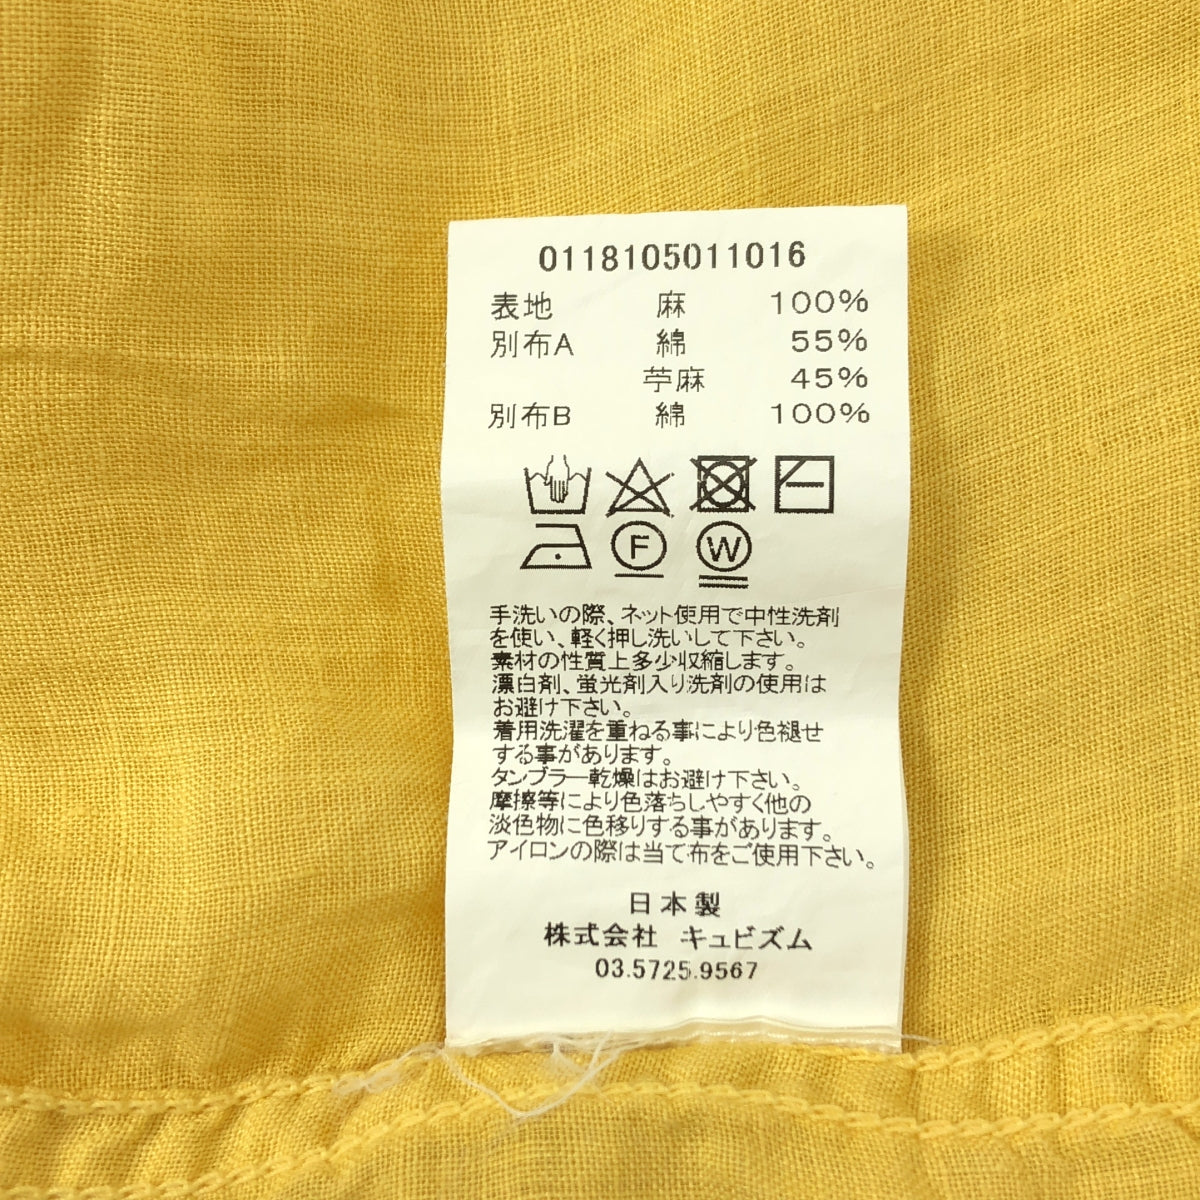 0118105011016
表地 麻 100%
別布A 綿 55%
苧麻 45%
別布B 綿 100%
F W
手洗いの際、ネット使用で中性洗剤
を使い、軽く押し洗いして下さい。
素材の性質上多少収縮します。
漂白剤、蛍光剤入り洗剤の使用は
お避け下さい。
着用洗濯を重ねる事により色褪せ
する事があります。
タンブラー乾燥はお避け下さい。
摩擦等により色落ちしやすく他の
淡色物に色移りする事があります。
アイロンの際は当て布をご使用下さい。
日本製
株式会社 キュビズム
03.5725.9567